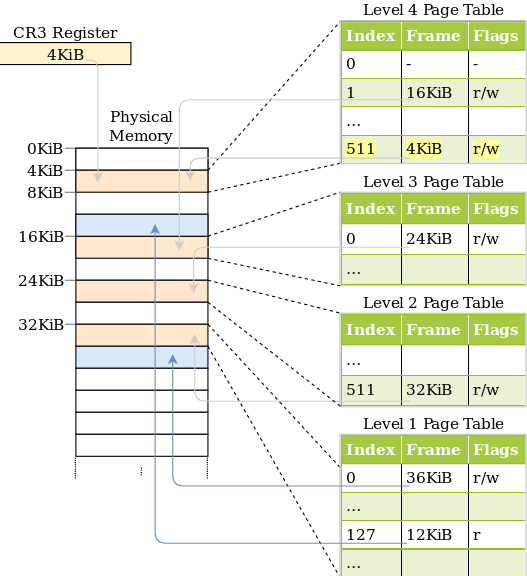 Level 4 Page Table
CR3 Register
4KiB
Index Frame Flags
0 - -
1 16KiB r/w
...
511 4KiB r/w
Physical
Memory
0KiB
4KiB
8KiB
16KiB
24KiB
32KiB
Level 3 Page Table
Index Frame Flags
0 24KiB r/w
...
Level 2 Page Table
Index Frame Flags
...
511 32KiB r/w
Level 1 Page Table
Index Frame Flags
0 36KiB r/w
...
127 12KiB r
...